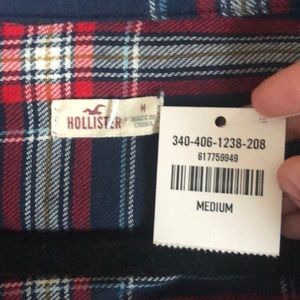 HOLLISTER
M
MADE IN
CHINA
340-406-1238-208
617759949
MEDIUM